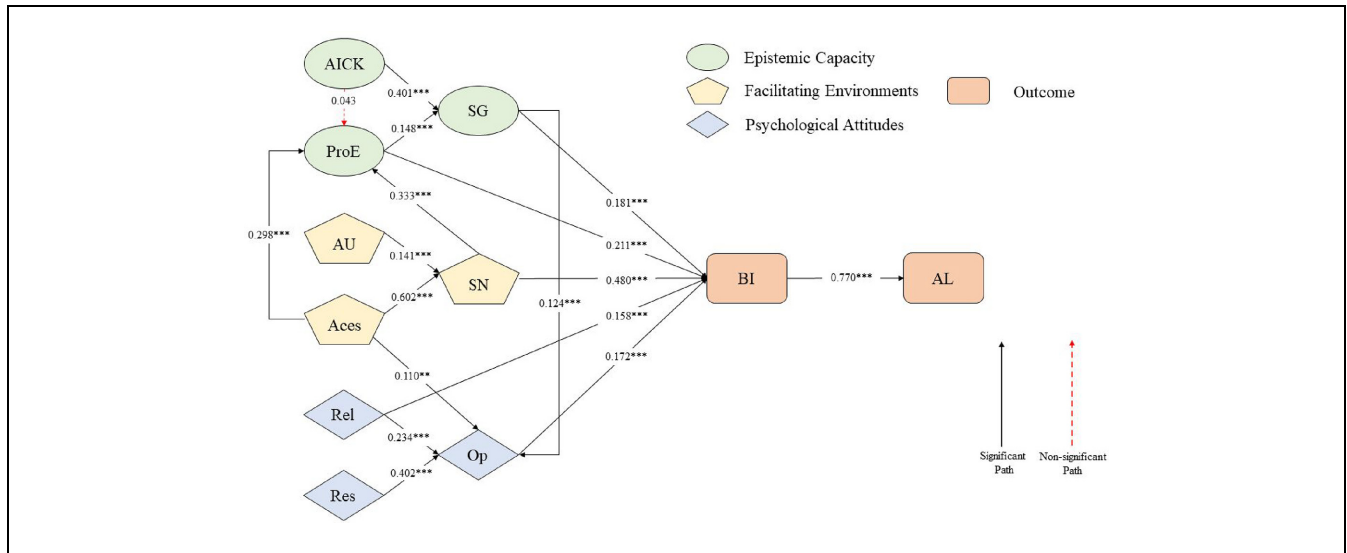 AICK
Epistemic Capacity
0.401***
0.043
SG
Facilitating Environments
Outcome
0.148***
Psychological Attitudes
ProE
0.333***
0.181***
0.298***
AU
0.211***
0.141***
SN
BI
0.770***
AL
0.480***
0.602***
0.124***
Aces
0.158***
0.172***
0.110**
Rel
0.234***
Op
Significant
Path
Non-significant
Path
0.402***
Res